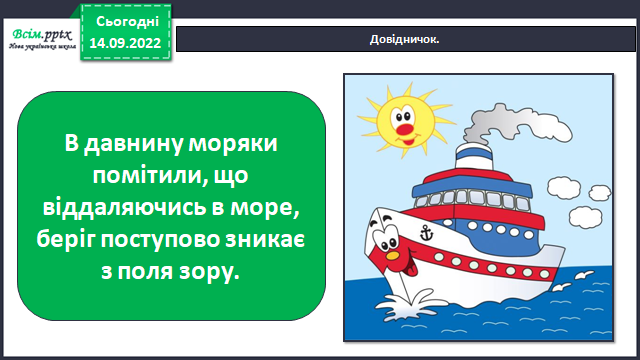 Всім.pptx
Нова українська школа
Сьогодні
14.09.2022
Довідничок.
В давнину моряки
помітили, що
віддаляючись в море,
беріг поступово зникає
з поля зору.